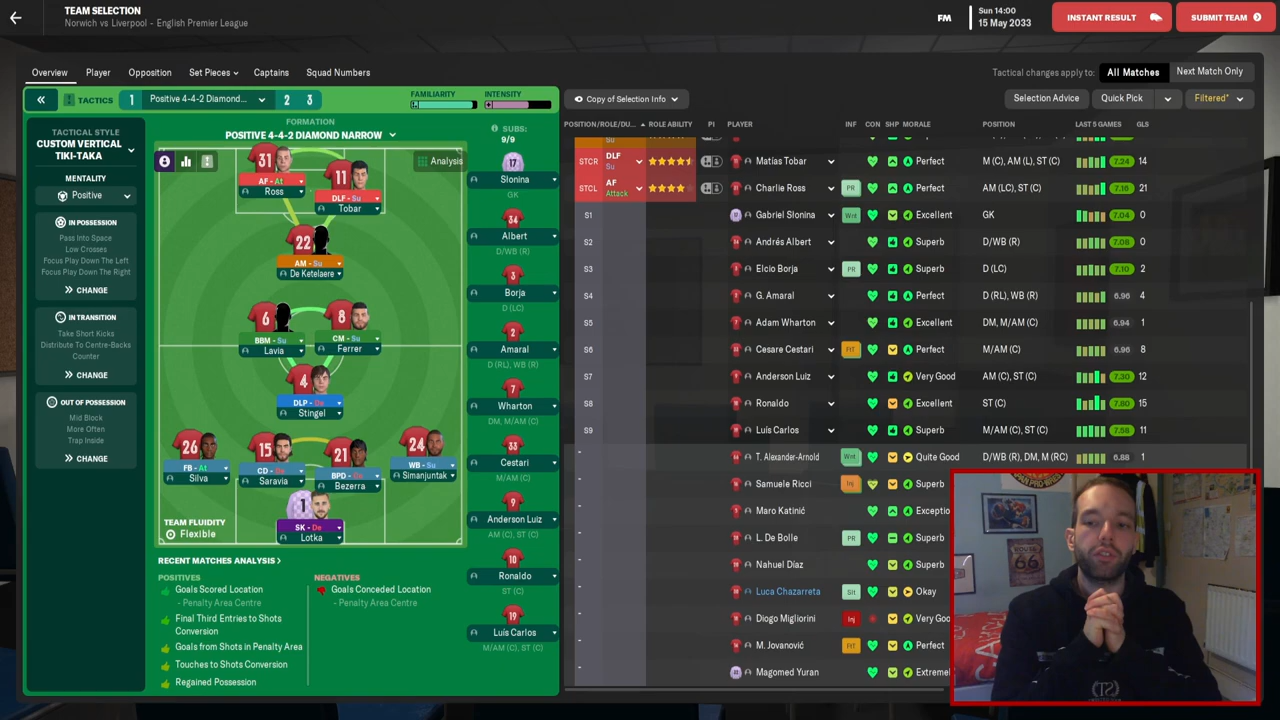 TEAM SELECTION
Norwich vs Liverpool - English Premier League
FM
Sun 14:00
15 May 2033
INSTANT RESULT
SUBMIT TEAM
Overview
Player
Opposition
Set Pieces
Captains
Squad Numbers
Tactical changes apply to:
All Matches
Next Match Only
TACTICS
1
Positive 4-4-2 Diamond...
2
3
FAMILIARITY
INTENSITY
Copy of Selection Info
Selection Advice
Quick Pick
Filtered*
TACTICAL STYLE
CUSTOM VERTICAL
TIKI-TAKA
MENTALITY
Positive
IN POSSESSION
Pass Into Space
Low Crosses
Focus Play Down The Left
Focus Play Down The Right
CHANGE
IN TRANSITION
Take Short Kicks
Distribute To Centre-Backs
Counter
CHANGE
OUT OF POSSESSION
Mid Block
More Often
Trap Inside
CHANGE
FORMATION
POSITIVE 4-4-2 DIAMOND NARROW
Analysis
31
AF - At
Ross
11
DLF - Su
Tobar
22
AM - Su
De Ketelaere
6
BBM - Su
Lavia
8
CM - Su
Ferrer
4
DLP - De
Stingel
26
FB - At
Silva
15
CD - De
Saravia
21
BPD - De
Bezerra
24
WB - Su
Simanjuntak
1
SK - De
Lotka
TEAM FLUIDITY
Flexible
RECENT MATCHES ANALYSIS
POSITIVES
Goals Scored Location
- Penalty Area Centre
Final Third Entries to Shots
Conversion
Goals from Shots in Penalty Area
Touches to Shots Conversion
Regained Possession
NEGATIVES
Goals Conceded Location
- Penalty Area Centre
SUBS:
9/9
17
Slonina
GK
34
Albert
D/WB (R)
3
Borja
D (LC)
2
Amaral
D (RL), WB (R)
7
Wharton
DM, M/AM (C)
33
Cestari
M/AM (C)
9
Anderson Luiz
AM (C), ST (C)
10
Ronaldo
ST (C)
19
Luís Carlos
M/AM (C), ST (C)
POSITION/ROLE/DU... ROLE ABILITY PI PLAYER INF CON SHP MORALE POSITION LAST 5 GAMES GLS
Su
STCR DLF Su Matías Tobar Perfect M (C), AM (L), ST (C) 7.24 14
STCL AF Attack Charlie Ross PR Perfect AM (LC), ST (C) 7.16 21
S1 Gabriel Slonina Wnt Excellent GK 7.04 0
S2 Andrés Albert Superb D/WB (R) 7.08 0
S3 Elcio Borja PR Superb D (LC) 7.10 2
S4 G. Amaral Perfect D (RL), WB (R) 6.96 4
S5 Adam Wharton Excellent DM, M/AM (C) 6.94 1
S6 Cesare Cestari FIT Perfect M/AM (C) 6.96 8
S7 Anderson Luiz Very Good AM (C), ST (C) 7.30 12
S8 Ronaldo Superb ST (C) 7.80 15
S9 Luís Carlos Superb M/AM (C), ST (C) 7.58 11
- T. Alexander-Arnold Wnt Quite Good D/WB (R), DM, M (RC) 6.88 1
- Samuele Ricci Inj Superb
- Maro Katinić Exceptio
- L. De Bolle PR Superb
- Nahuel Díaz Superb
- Luca Chazarreta Slt Okay
- Diogo Migliorini Inj Very Goo
- M. Jovanović FIT Perfect
- Magomed Yuran Extreme
ROUTE
66